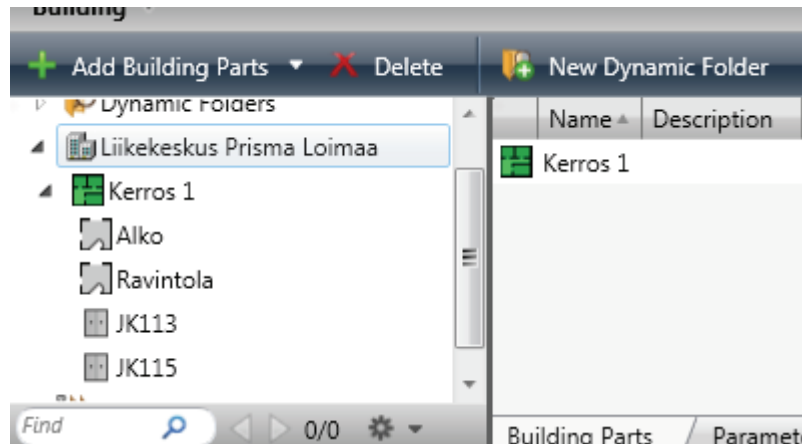 Building
Add Building Parts Delete New Dynamic Folder
Dynamic Folders
Liikekeskus Prisma Loimaa
Kerros 1
Alko
Ravintola
JK113
JK115
Find 0/0
Name Description
Kerros 1
Building Parts